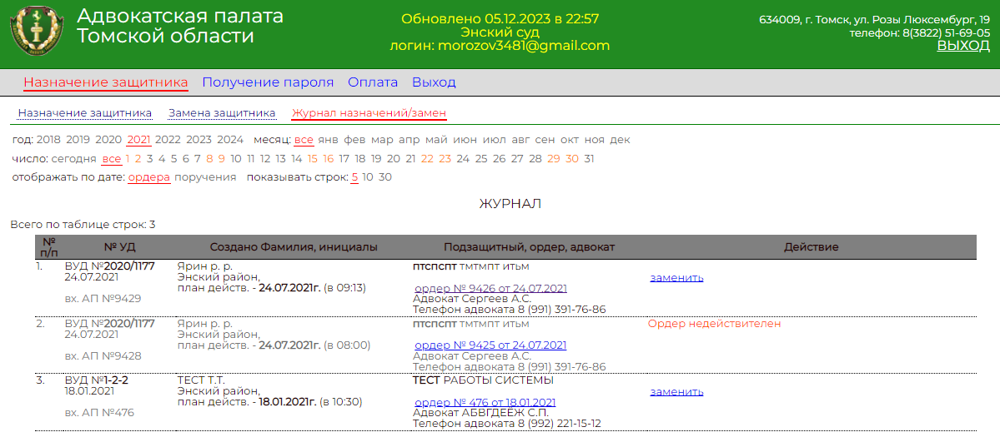 Адвокатская палата
Томской области
Обновлено 05.12.2023 в 22:57
Энский суд
логин: morozov3481@gmail.com
634009, г. Томск, ул. Розы Люксембург, 19
телефон: 8(3822) 51-69-05
ВЫХОД
Назначение защитника Получение пароля Оплата Выход
Назначение защитника Замена защитника Журнал назначений/замен
год: 2018 2019 2020 2021 2022 2023 2024 месяц: все янв фев мар апр май июн июл авг сен окт ноя дек
число: сегодня все 1 2 3 4 5 6 7 8 9 10 11 12 13 14 15 16 17 18 19 20 21 22 23 24 25 26 27 28 29 30 31
отображать по дате: ордера поручения показывать строк: 5 10 30
ЖУРНАЛ
Всего по таблице строк: 3
№ п/п № УД Создано Фамилия, инициалы Подзащитный, ордер, адвокат Действие
1. ВУД №2020/1177 Ярин р. р. птспспт тмтмпт итьм
24.07.2021 Энский район, заменить
план действ. - 24.07.2021г. (в 09:13) ордер № 9426 от 24.07.2021
вх. АП №9429 Адвокат Сергеев А.С.
Телефон адвоката 8 (991) 391-76-86
2. ВУД №2020/1177 Ярин р. р. птспспт тмтмпт итьм Ордер недействителен
24.07.2021 Энский район,
план действ. - 24.07.2021г. (в 08:00) ордер № 9425 от 24.07.2021
вх. АП №9428 Адвокат Сергеев А.С.
Телефон адвоката 8 (991) 391-76-86
3. ВУД №1-2-2 ТЕСТ Т.Т. ТЕСТ РАБОТЫ СИСТЕМЫ
18.01.2021 Энский район, заменить
план действ. - 18.01.2021г. (в 10:30) ордер № 476 от 18.01.2021
вх. АП №476 Адвокат АБВГДЕЁЖ С.П.
Телефон адвоката 8 (992) 221-15-12